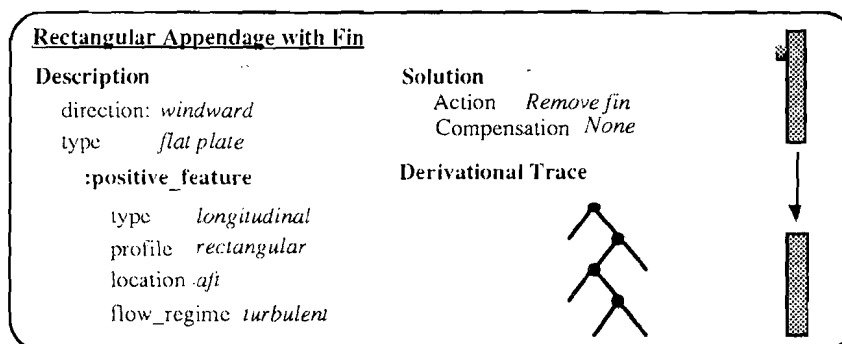 Rectangular Appendage with Fin
Description
direction: windward
type flat plate
:positive_feature
type longitudinal
profile rectangular
location aft
flow_regime turbulent
Solution
Action Remove fin
Compensation None
Derivational Trace